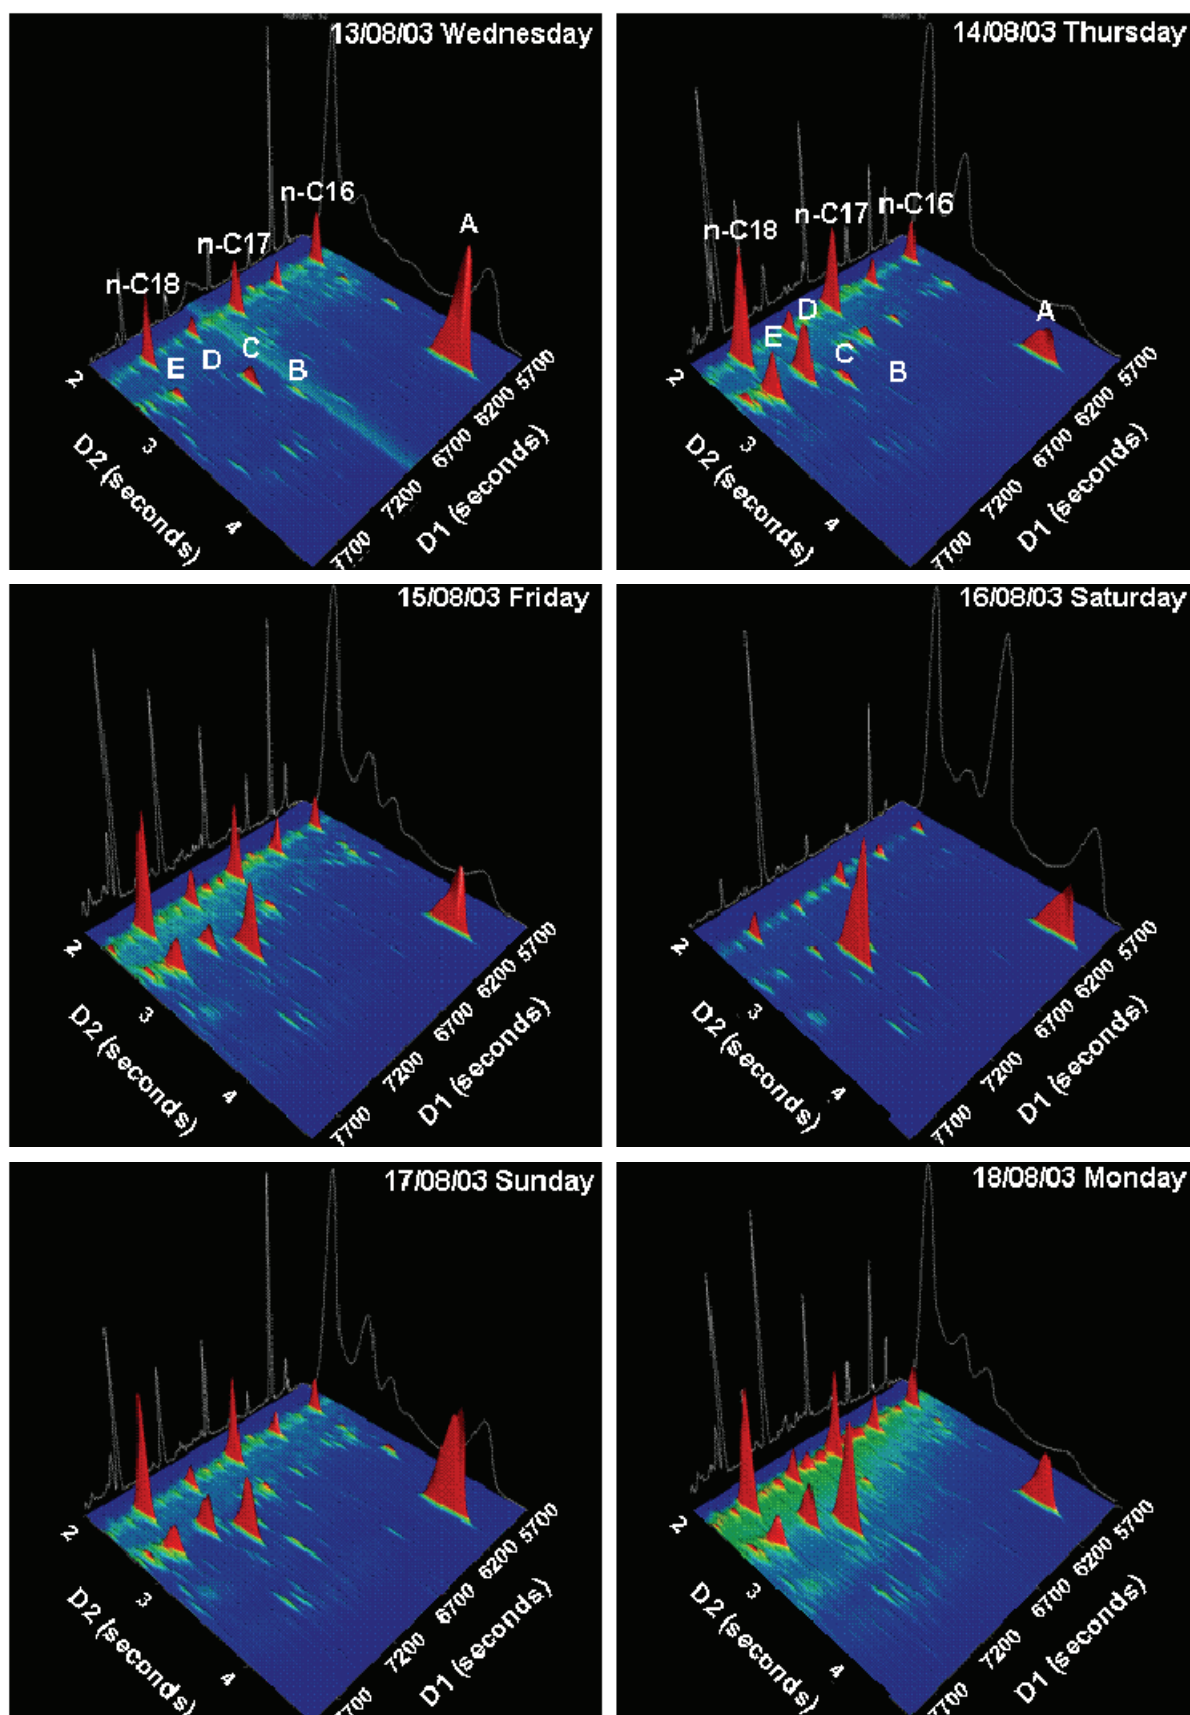 13/08/03 Wednesday
n-C16
A
n-C17
n-C18
E
D
C
B
2
3
4
D2 (seconds)
7700
7200
6700
6200
5700
D1 (seconds)
14/08/03 Thursday
n-C16
n-C17
n-C18
A
D
E
C
B
2
3
4
D2 (seconds)
7700
7200
6700
6200
5700
D1 (seconds)
15/08/03 Friday
2
3
4
D2 (seconds)
7700
7200
6700
6200
5700
D1 (seconds)
16/08/03 Saturday
2
3
4
D2 (seconds)
7700
7200
6700
6200
5700
D1 (seconds)
17/08/03 Sunday
2
3
4
D2 (seconds)
7200
6700
6200
5700
D1 (seconds)
18/08/03 Monday
2
3
4
D2 (seconds)
7700
7200
6700
6200
5700
D1 (seconds)